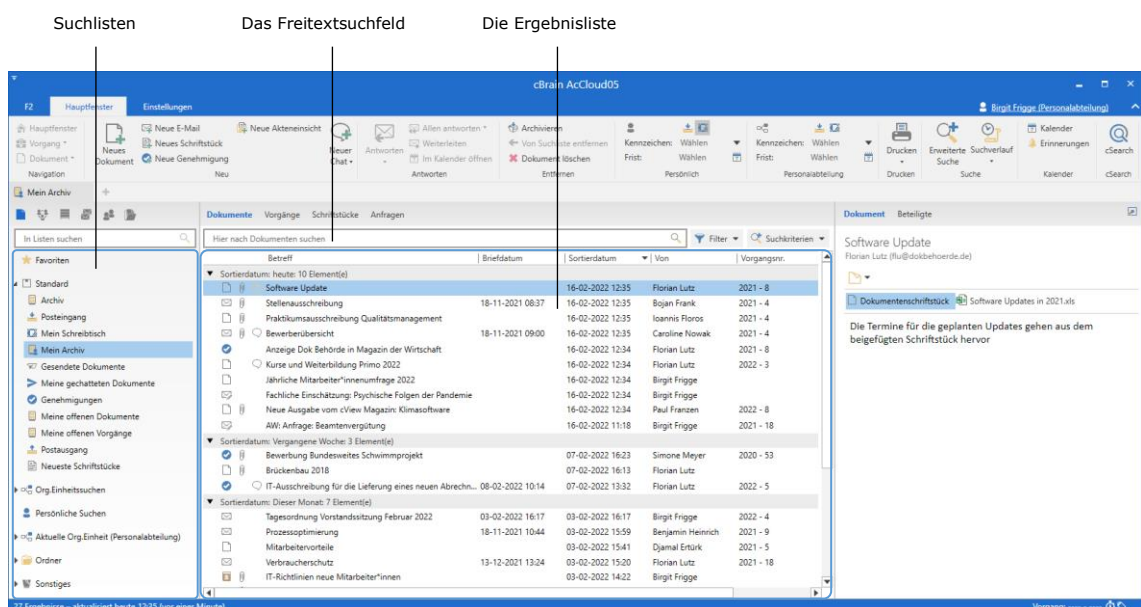 Suchlisten Das Freitextsuchfeld Die Ergebnisliste
cBrain AcCloud05
F2 Hauptfenster Einstellungen Birgit Frigge (Personalabteilung)
Hauptfenster
Vorgang
Dokument
Navigation
Neues
Dokument
Neue E-Mail
Neues Schriftstück
Neue Genehmigung
Neue Akteneinsicht
Neu
Neuer
Chat
Antworten
Allen antworten
Weiterleiten
Im Kalender öffnen
Antworten
Archivieren
Von Suchliste entfernen
Dokument löschen
Entfernen
Kennzeichen: Wählen
Frist: Wählen
Persönlich
Kennzeichen: Wählen
Frist: Wählen
Personalabteilung
Drucken
Drucken
Erweiterte
Suche
Suchverlauf
Suche
Kalender
Erinnerungen
Kalender
cSearch
cSearch
Mein Archiv +
In Listen suchen
Favoriten
Standard
Archiv
Posteingang
Mein Schreibtisch
Mein Archiv
Gesendete Dokumente
Meine gechatteten Dokumente
Genehmigungen
Meine offenen Dokumente
Meine offenen Vorgänge
Postausgang
Neueste Schriftstücke
Org.Einheitssuchen
Persönliche Suchen
Aktuelle Org.Einheit (Personalabteilung)
Ordner
Sonstiges
Dokumente Vorgänge Schriftstücke Anfragen
Hier nach Dokumenten suchen Filter Suchkriterien
Betreff Briefdatum Sortierdatum Von Vorgangsnr.
Sortierdatum: heute: 10 Element(e)
Software Update 16-02-2022 12:35 Florian Lutz 2021 - 8
Stellenausschreibung 18-11-2021 08:37 16-02-2022 12:35 Bojan Frank 2021 - 4
Praktikumsausschreibung Qualitätsmanagement 16-02-2022 12:35 Ioannis Floros 2021 - 4
Bewerberübersicht 18-11-2021 09:00 16-02-2022 12:35 Caroline Nowak 2021 - 4
Anzeige Dok Behörde in Magazin der Wirtschaft 16-02-2022 12:34 Florian Lutz 2021 - 8
Kurse und Weiterbildung Primo 2022 16-02-2022 12:34 Florian Lutz 2022 - 3
Jährliche Mitarbeiter*innenumfrage 2022 16-02-2022 12:34 Birgit Frigge
Fachliche Einschätzung: Psychische Folgen der Pandemie 16-02-2022 12:34 Birgit Frigge
Neue Ausgabe vom cView Magazin: Klimasoftware 16-02-2022 12:34 Paul Franzen 2022 - 8
AW: Anfrage: Beamtenvergütung 16-02-2022 11:18 Birgit Frigge 2021 - 18
Sortierdatum: Vergangene Woche: 3 Element(e)
Bewerbung Bundesweites Schwimmprojekt 07-02-2022 16:23 Simone Meyer 2020 - 53
Brückenbau 2018 07-02-2022 16:13 Florian Lutz
IT-Ausschreibung für die Lieferung eines neuen Abrechn... 08-02-2022 10:14 07-02-2022 13:32 Florian Lutz 2022 - 5
Sortierdatum: Dieser Monat: 7 Element(e)
Tagesordnung Vorstandssitzung Februar 2022 03-02-2022 16:17 03-02-2022 16:17 Birgit Frigge 2022 - 4
Prozessoptimierung 18-11-2021 10:44 03-02-2022 15:59 Benjamin Heinrich 2021 - 9
Mitarbeitervorteile 03-02-2022 15:41 Djamal Ertürk 2021 - 5
Verbraucherschutz 13-12-2021 13:24 03-02-2022 15:20 Florian Lutz 2021 - 18
IT-Richtlinien neue Mitarbeiter*innen 03-02-2022 14:22 Birgit Frigge
Dokument Beteiligte
Software Update
Florian Lutz (flu@dokbehoerde.de)
Dokumentenschriftstück Software Updates in 2021.xls
Die Termine für die geplanten Updates gehen aus dem
beigefügten Schriftstück hervor
27 Ergebnisse – aktualisiert heute 12:35 (vor einer Minute)